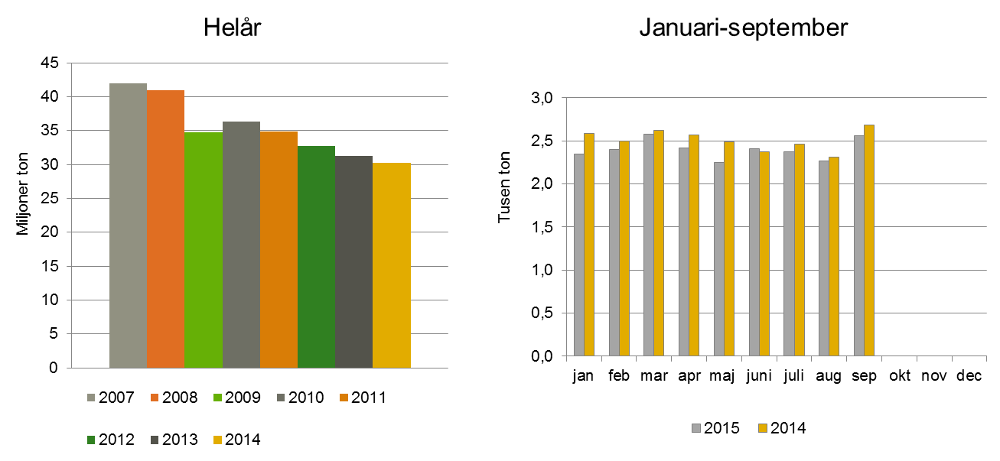 Helår
Miljoner ton
45
40
35
30
25
20
15
10
5
0
2007 2008 2009 2010 2011
2012 2013 2014
Januari-september
Tusen ton
3,0
2,5
2,0
1,5
1,0
0,5
0,0
jan feb mar apr maj juni juli aug sep okt nov dec
2015 2014